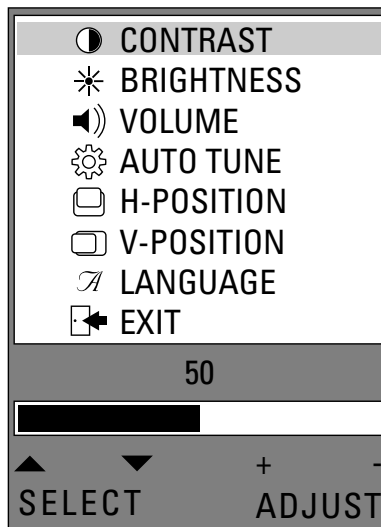 CONTRAST
BRIGHTNESS
VOLUME
AUTO TUNE
H-POSITION
V-POSITION
LANGUAGE
EXIT
50
+ -
SELECT ADJUST